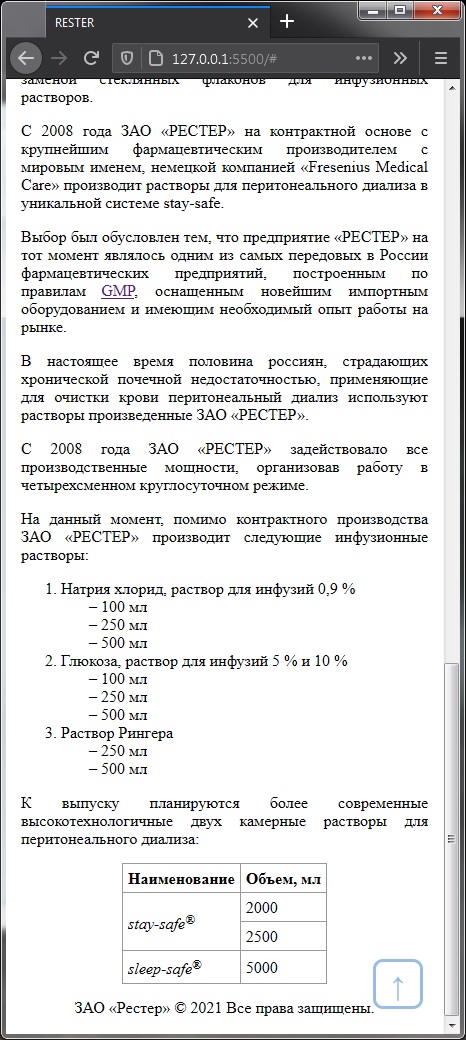 RESTER
127.0.0.1:5500/#
заменой стеклянных флаконов для инфузионных
растворов.
С 2008 года ЗАО «РЕСТЕР» на контрактной основе с
крупнейшим фармацевтическим производителем с
мировым именем, немецкой компанией «Fresenius Medical
Care» производит растворы для перитонеального диализа в
уникальной системе stay-safe.
Выбор был обусловлен тем, что предприятие «РЕСТЕР» на
тот момент являлось одним из самых передовых в России
фармацевтических предприятий, построенным по
правилам GMP, оснащенным новейшим импортным
оборудованием и имеющим необходимый опыт работы на
рынке.
В настоящее время половина россиян, страдающих
хронической почечной недостаточностью, применяющие
для очистки крови перитонеальный диализ используют
растворы произведенные ЗАО «РЕСТЕР».
С 2008 года ЗАО «РЕСТЕР» задействовало все
производственные мощности, организовав работу в
четырехсменном круглосуточном режиме.
На данный момент, помимо контрактного производства
ЗАО «РЕСТЕР» производит следующие инфузионные
растворы:
1. Натрия хлорид, раствор для инфузий 0,9 %
– 100 мл
– 250 мл
– 500 мл
2. Глюкоза, раствор для инфузий 5 % и 10 %
– 100 мл
– 250 мл
– 500 мл
3. Раствор Рингера
– 250 мл
– 500 мл
К выпуску планируются более современные
высокотехнологичные двух камерные растворы для
перитонеального диализа:
Наименование Объем, мл
stay-safe® 2000
2500
sleep-safe® 5000
↑
ЗАО «Рестер» © 2021 Все права защищены.